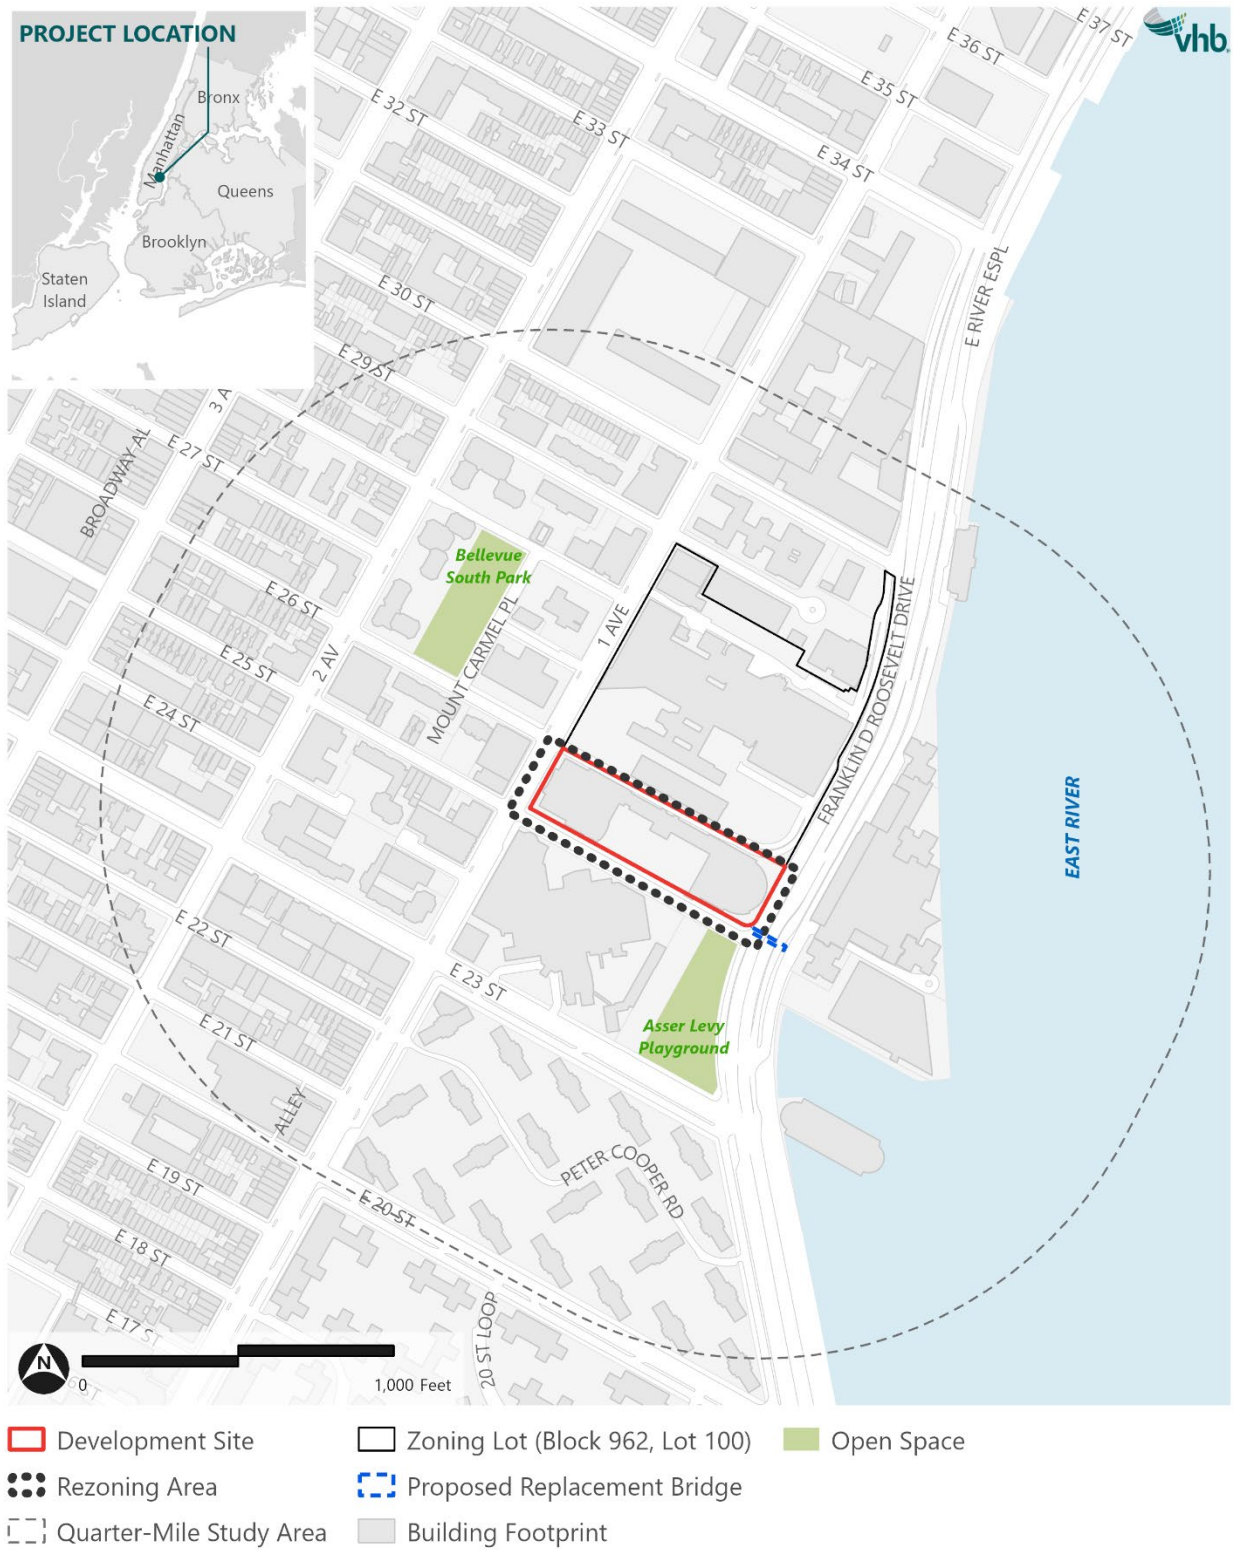 PROJECT LOCATION
Bronx
Manhattan
Queens
Brooklyn
Staten
Island
vhb
E 37 ST
E 36 ST
E 35 ST
E 34 ST
E 33 ST
E 32 ST
E 30 ST
E 29 ST
E RIVER ESPL
3 A
BROADWAY AL
E 27 ST
Bellevue
South Park
E 26 ST
1 AVE
MOUNT CARMEL PL
E 25 ST
2 AV
E 24 ST
FRANKLIN D ROOSEVELT DRIVE
EAST RIVER
E 22 ST
E 23 ST
E 21 ST
Asser Levy
Playground
ALLEY
PETER COOPER RD
E 19 ST
E 20 ST
E 18 ST
E 17 ST
20 ST LOOP
N
0
1,000 Feet
Development Site
Zoning Lot (Block 962, Lot 100)
Open Space
Rezoning Area
Proposed Replacement Bridge
Quarter-Mile Study Area
Building Footprint